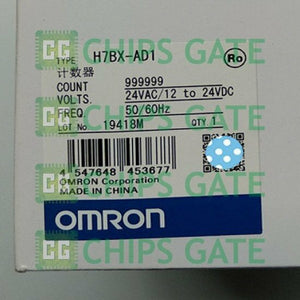 CHIPS GATE
TYPE H7BX-AD1
Ro
计数器
COUNT 999999
VOLTS. 24VAC/12 to 24VDC
FREQ. 50/60Hz
LOT No 19418M QTY 1
CHIPS GATE
4 547648 453677
OMRON Corporation
MADE IN CHINA
OMRON
CHIPS GATE